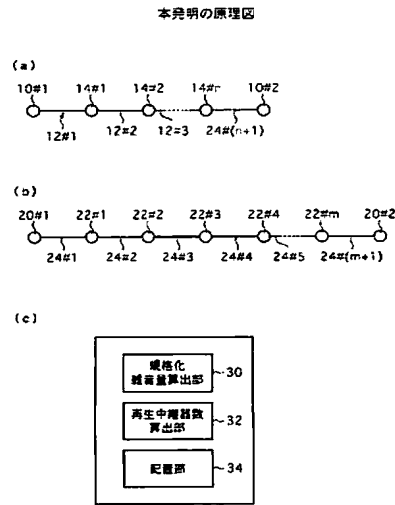 本発明の原理図
(a)
10#1 14#1 14#2 14#n 10#2
12#1 12#2 12#3 24#(n+1)
(b)
20#1 22#1 22#2 22#3 22#4 22#m 20#2
24#1 24#2 24#3 24#4 24#5 24#(m+1)
(c)
規格化
雑音量算出部 30
再生中継器数
算出部 32
配置部 34